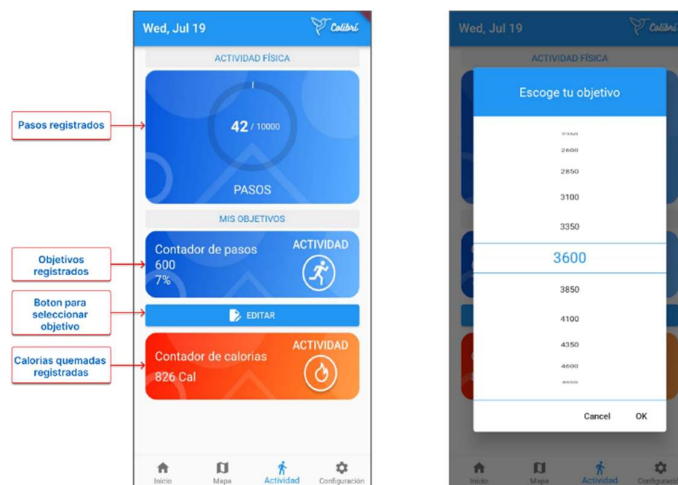 Wed, Jul 19
Colibrí
ACTIVIDAD FÍSICA
Pasos registrados
42 / 10000
PASOS
MIS OBJETIVOS
Contador de pasos
ACTIVIDAD
600
7%
Objetivos
registrados
Boton para
seleccionar
objetivo
EDITAR
Calorias quemadas
registradas
Contador de calorías
ACTIVIDAD
826 Cal
Inicio
Mapa
Actividad
Configuración
Wed, Jul 19
Colibrí
ACTIVIDAD FÍSICA
Escoge tu objetivo
2350
2600
2850
3100
3350
3600
3850
4100
4350
4600
Cancel
OK
Inicio
Mapa
Actividad
Configuración